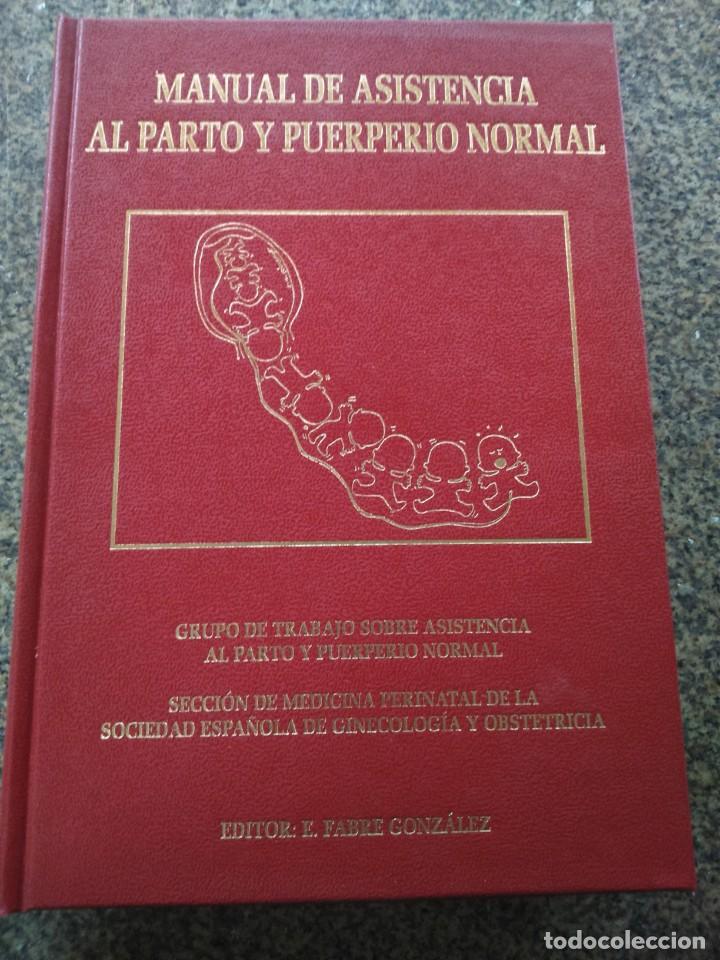 MANUAL DE ASISTENCIA
AL PARTO Y PUERPERIO NORMAL
GRUPO DE TRABAJO SOBRE ASISTENCIA
AL PARTO Y PUERPERIO NORMAL
SECCIÓN DE MEDICINA PERINATAL DE LA
SOCIEDAD ESPAÑOLA DE GINECOLOGÍA Y OBSTETRICIA
EDITOR: E. FABRE GONZÁLEZ
todocoleccion